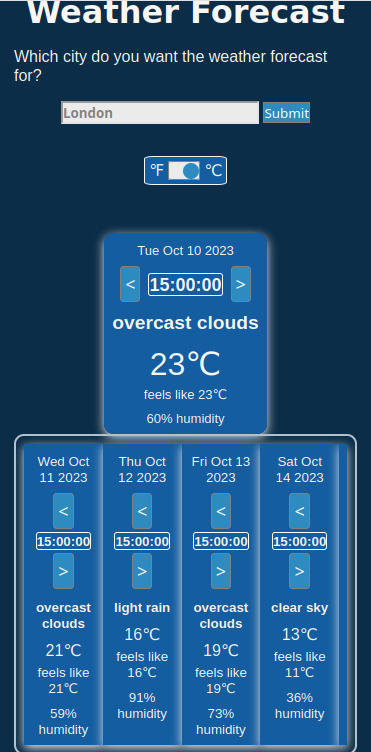 Weather Forecast
Which city do you want the weather forecast
for?
London
Submit
℉ ℃
Tue Oct 10 2023
< 15:00:00 >
overcast clouds
23℃
feels like 23℃
60% humidity
Wed Oct
11 2023
<
15:00:00
>
overcast
clouds
21℃
feels like
21℃
59%
humidity
Thu Oct
12 2023
<
15:00:00
>
light rain
16℃
feels like
16℃
91%
humidity
Fri Oct 13
2023
<
15:00:00
>
overcast
clouds
19℃
feels like
19℃
73%
humidity
Sat Oct
14 2023
<
15:00:00
>
clear sky
13℃
feels like
11℃
36%
humidity